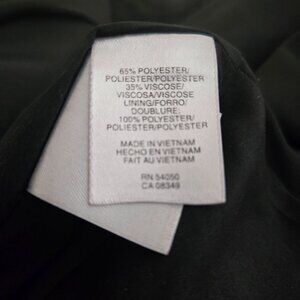 65% POLYESTER/
POLIESTER/POLYESTER
35% VISCOSE/
VISCOSA/VISCOSE
LINING/FORRO/
DOUBLURE:
100% POLYESTER/
POLIESTER/POLYESTER
MADE IN VIETNAM
HECHO EN VIETNAM
FAIT AU VIETNAM
RN 54050
CA 08349